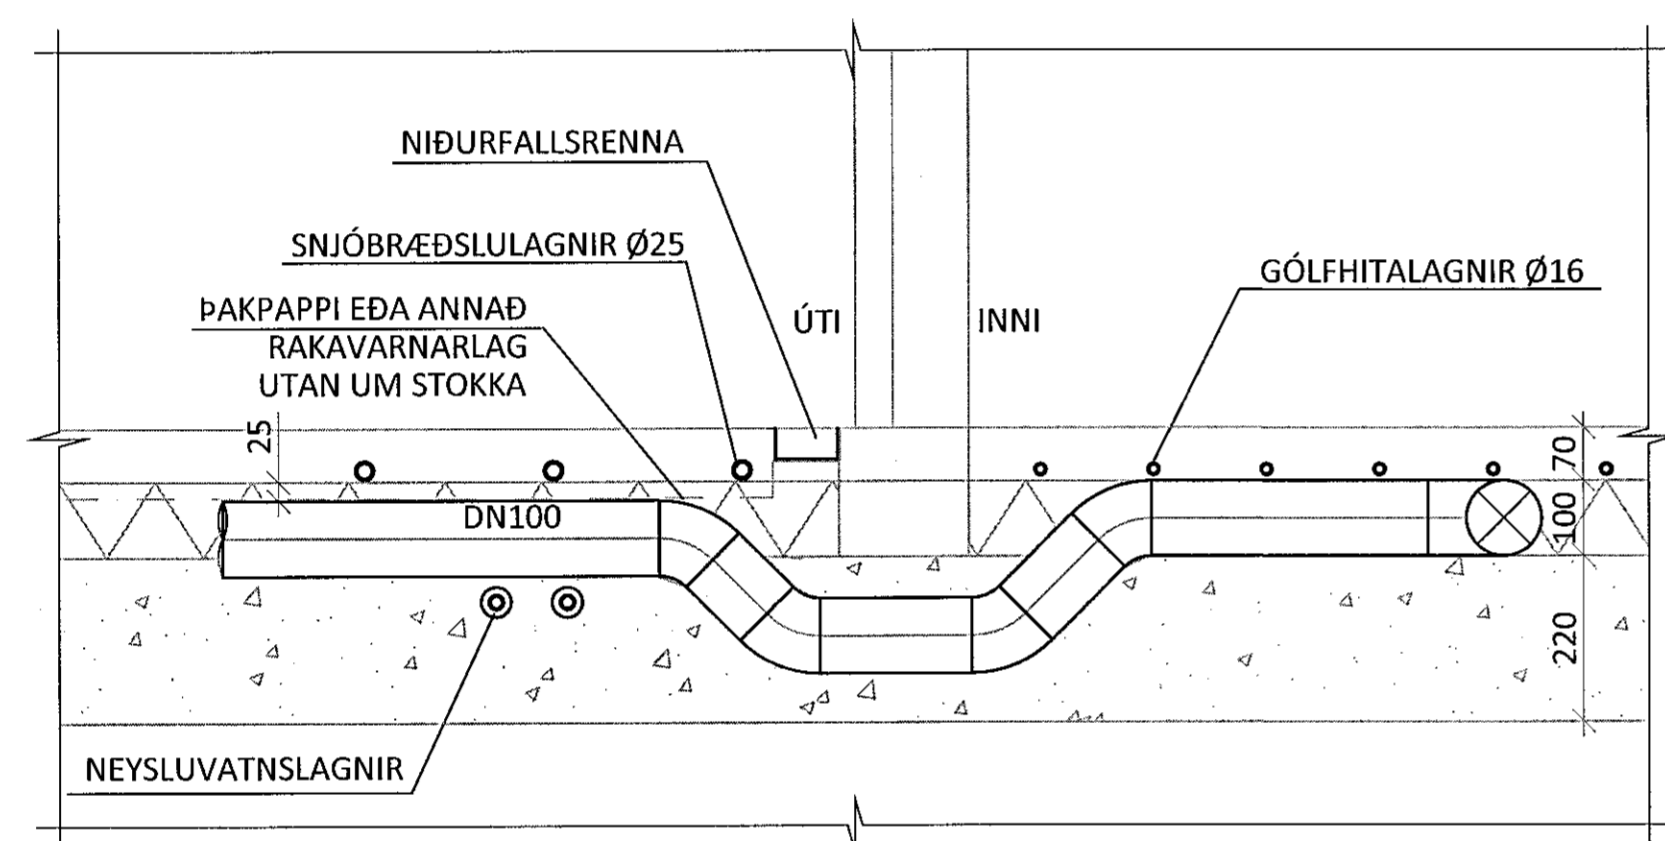 NIÐURFALLSRENNA
SNJÓBRÆÐSLULAGNIR Ø25
ÞAKPAPPI EÐA ANNAÐ
RAKAVARNARLAG
UTAN UM STOKKA
ÚTI
INNI
GÓLFHITALAGNIR Ø16
25
70
100
220
DN100
NEYSLUVATNSLAGNIR